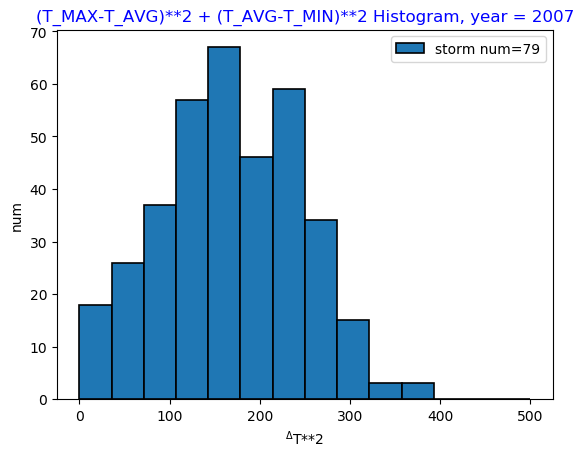 (T_MAX-T_AVG)**2 + (T_AVG-T_MIN)**2 Histogram, year = 2007
storm num=79
70
60
50
40
30
20
10
0
num
0 100 200 300 400 500
ᐞT**2